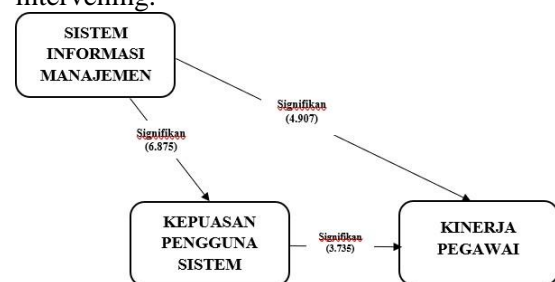 intervening.
SISTEM
INFORMASI
MANAJEMEN
Signifikan
(4.907)
Signifikan
(6.875)
KEPUASAN
PENGGUNA
SISTEM
Signifikan
(3.735)
KINERJA
PEGAWAI